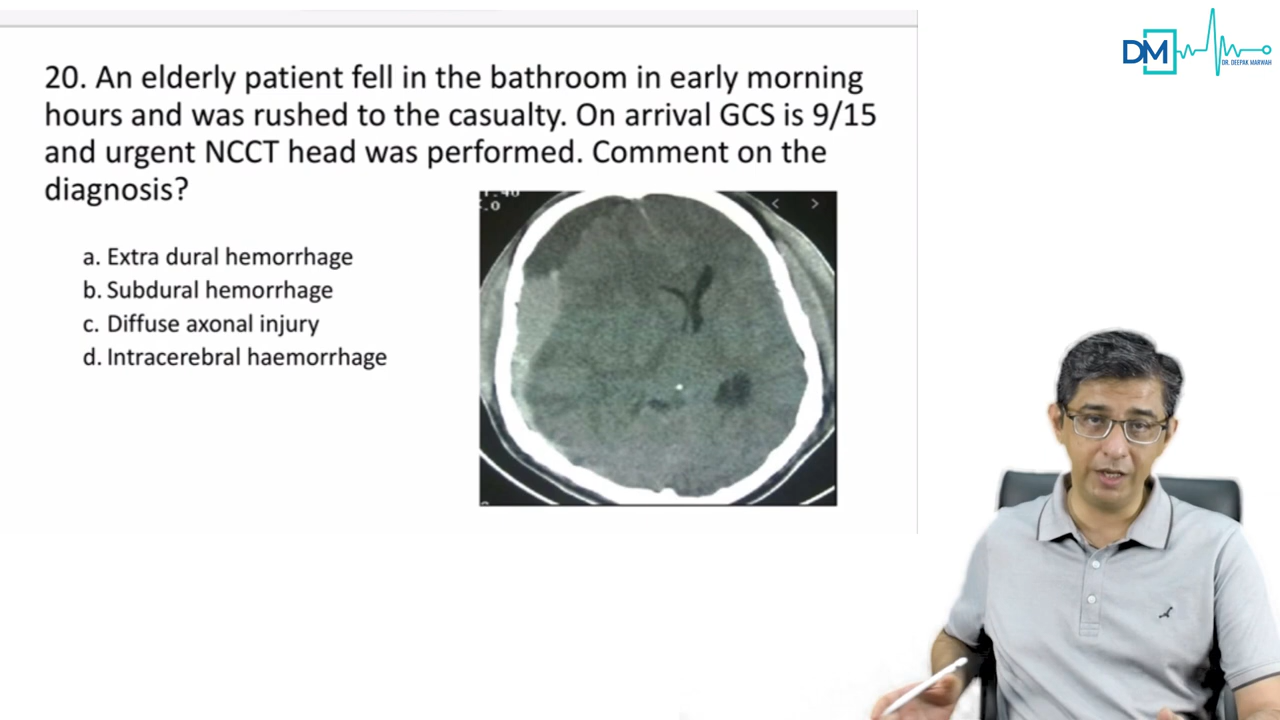 DM
DR. DEEPAK MARWAH
20. An elderly patient fell in the bathroom in early morning
hours and was rushed to the casualty. On arrival GCS is 9/15
and urgent NCCT head was performed. Comment on the
diagnosis?
a. Extra dural hemorrhage
b. Subdural hemorrhage
c. Diffuse axonal injury
d. Intracerebral haemorrhage